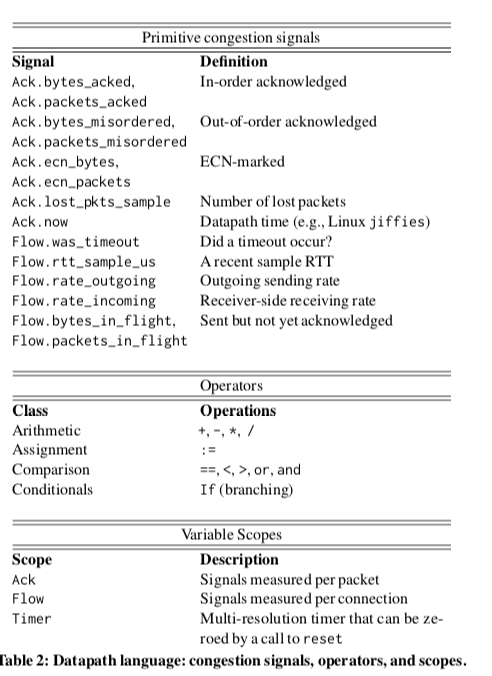 Primitive congestion signals
Signal Definition
Ack.bytes_acked, In-order acknowledged
Ack.packets_acked
Ack.bytes_misordered, Out-of-order acknowledged
Ack.packets_misordered
Ack.ecn_bytes, ECN-marked
Ack.ecn_packets
Ack.lost_pkts_sample Number of lost packets
Ack.now Datapath time (e.g., Linux jiffies)
Flow.was_timeout Did a timeout occur?
Flow.rtt_sample_us A recent sample RTT
Flow.rate_outgoing Outgoing sending rate
Flow.rate_incoming Receiver-side receiving rate
Flow.bytes_in_flight, Sent but not yet acknowledged
Flow.packets_in_flight
Operators
Class Operations
Arithmetic +, -, *, /
Assignment :=
Comparison ==, <, >, or, and
Conditionals If (branching)
Variable Scopes
Scope Description
Ack Signals measured per packet
Flow Signals measured per connection
Timer Multi-resolution timer that can be ze-
roed by a call to reset
Table 2: Datapath language: congestion signals, operators, and scopes.